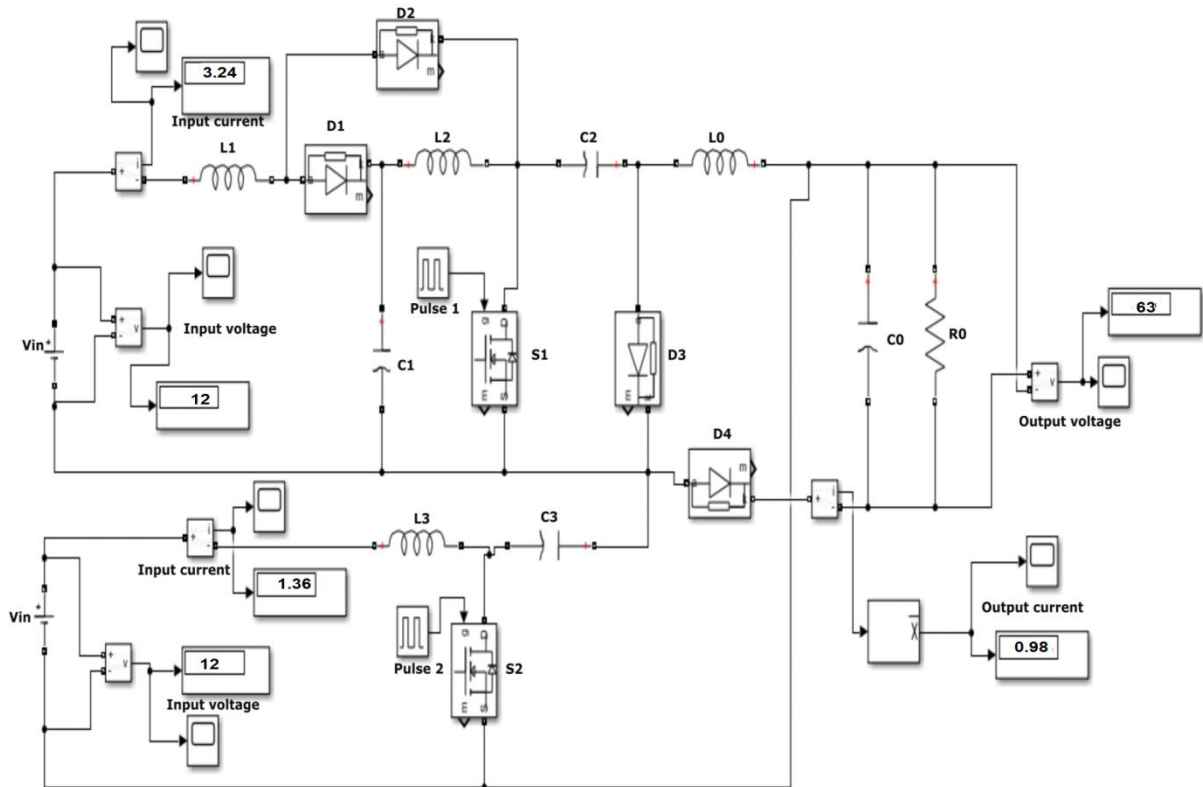 D2
3.24
Input current
D1
L1
L2
C2
L0
m
m
Pulse 1
S1
C1
D3
C0
R0
Vin
Input voltage
12
63
Output voltage
D4
m
L3
C3
Input current
1.36
Vin
Pulse 2
S2
12
Input voltage
Output current
0.98